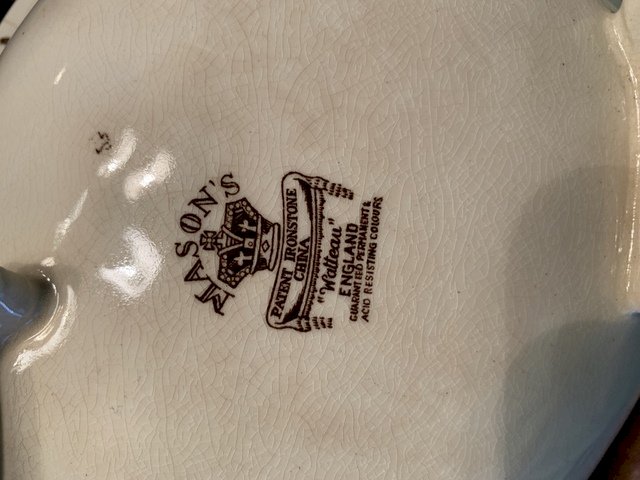 MASON'S
PATENT IRONSTONE
CHINA
"Watteau"
ENGLAND
GUARANTEED PERMANENT &
ACID RESISTING COLOURS